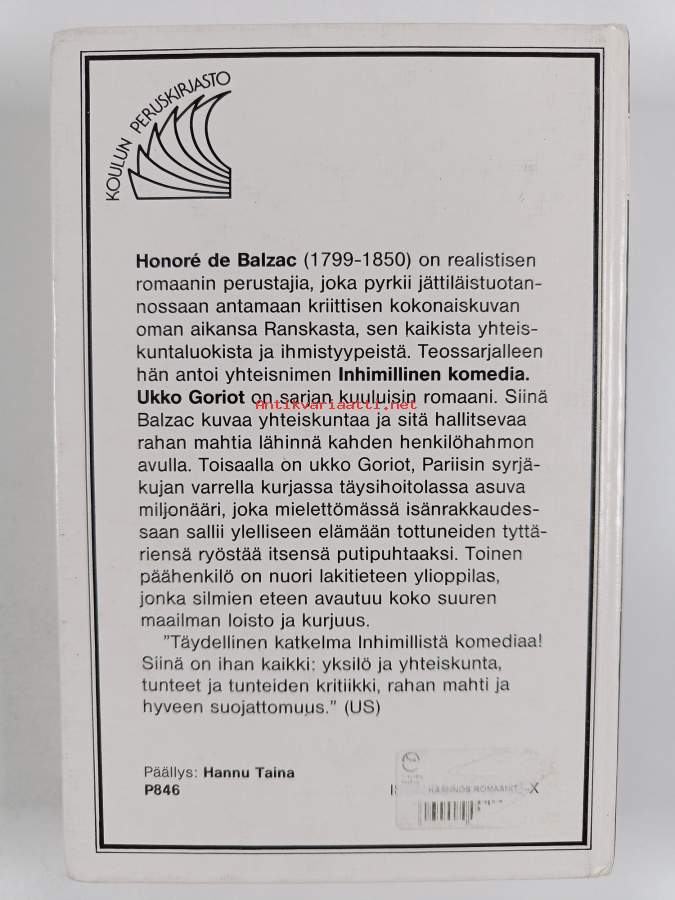 KOULUN PERUSKIRJASTO
Honoré de Balzac (1799-1850) on realistisen
romaanin perustajia, joka pyrkii jättiläistuotan-
nossaan antamaan kriittisen kokonaiskuvan
oman aikansa Ranskasta, sen kaikista yhteis-
kuntaluokista ja ihmistyypeistä. Teossarjalleen
hän antoi yhteisnimen Inhimillinen komedia.
Ukko Goriot on sarjan kuuluisin romaani. Siinä
Antikvariaatti.net
Balzac kuvaa yhteiskuntaa ja sitä hallitsevaa
rahan mahtia lähinnä kahden henkilöhahmon
avulla. Toisaalla on ukko Goriot, Pariisin syrjä-
kujan varrella kurjassa täysihoitolassa asuva
miljonääri, joka mielettömässä isänrakkaudes-
saan sallii ylelliseen elämään tottuneiden tyttä-
riensä ryöstää itsensä putipuhtaaksi. Toinen
päähenkilö on nuori lakitieteen ylioppilas,
jonka silmien eteen avautuu koko suuren
maailman loisto ja kurjuus.
"Täydellinen katkelma Inhimillistä komediaa!
Siinä on ihan kaikki: yksilö ja yhteiskunta,
tunteet ja tunteiden kritiikki, rahan mahti ja
hyveen suojattomuus." (US)
Päällys: Hannu Taina
P846
KÄÄNNÖS ROMAANIT
X